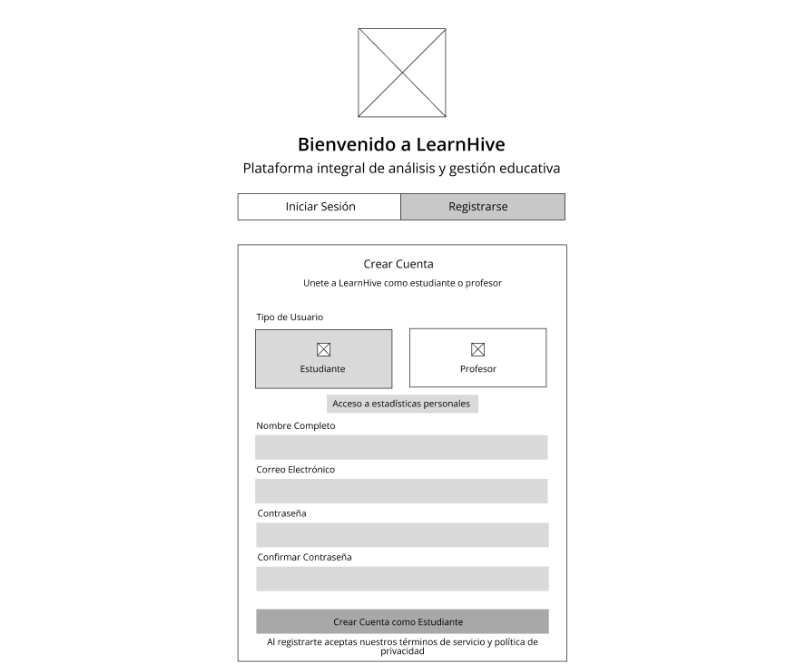 Bienvenido a LearnHive
Plataforma integral de análisis y gestión educativa
Iniciar Sesión
Registrarse
Crear Cuenta
Unete a LearnHive como estudiante o profesor
Tipo de Usuario
Estudiante
Profesor
Acceso a estadísticas personales
Nombre Completo
Correo Electrónico
Contraseña
Confirmar Contraseña
Crear Cuenta como Estudiante
Al registrarte aceptas nuestros términos de servicio y política de
privacidad